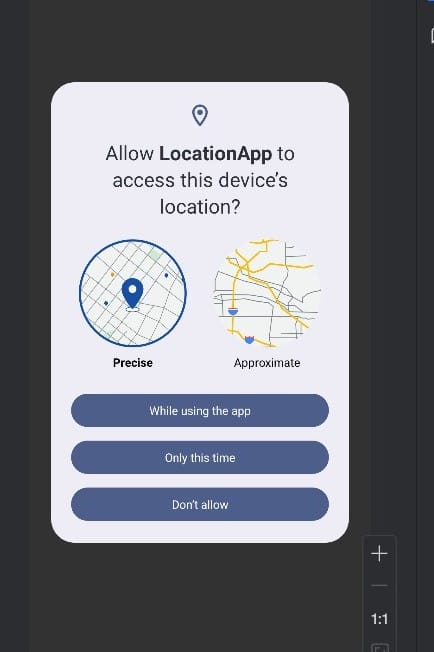 Allow LocationApp to
access this device's
location?
Precise
Approximate
While using the app
Only this time
Don't allow
1:1